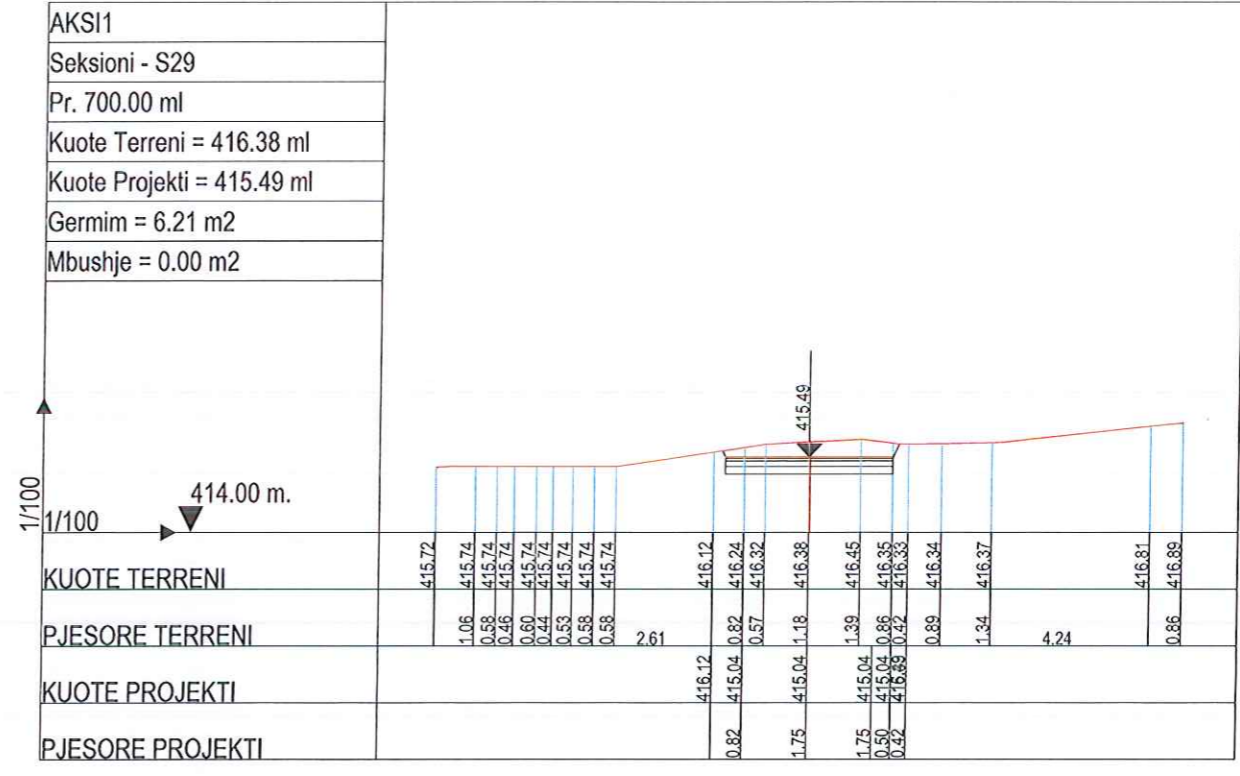 AKSI1
Seksioni - S29
Pr. 700.00 ml
Kuote Terreni = 416.38 ml
Kuote Projekti = 415.49 ml
Germim = 6.21 m2
Mbushje = 0.00 m2
415.49
1/100
414.00 m.
1/100
KUOTE TERRENI 415.72 415.74 415.74 415.74 415.74 415.74 415.74 415.74 415.74 416.12 416.24 416.32 416.38 416.45 416.35 416.33 416.34 416.37 416.81 416.89
PJESORE TERRENI 1.06 0.58 0.46 0.60 0.44 0.53 0.58 0.58 2.61 0.82 0.57 1.18 1.39 0.86 0.42 0.89 1.34 4.24 0.86
KUOTE PROJEKTI 416.12 415.04 415.04 415.04 415.04
PJESORE PROJEKTI 0.82 1.75 1.75 0.50 0.42